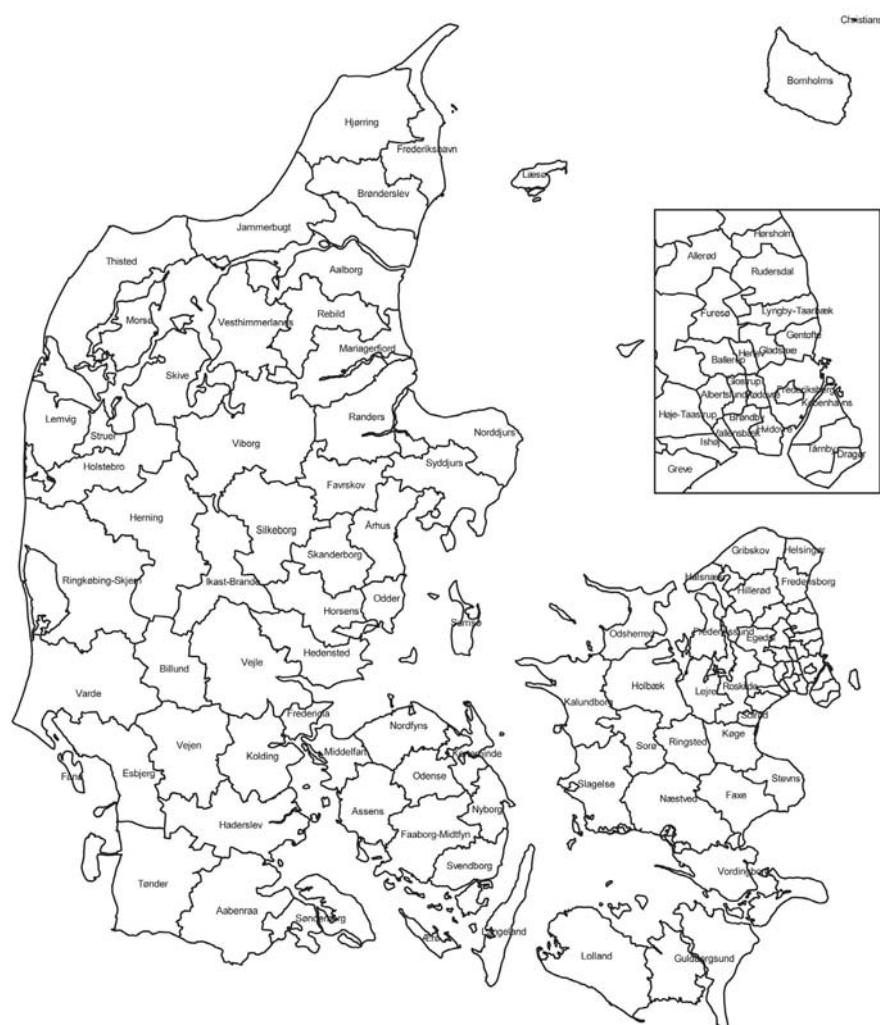 Christians
Bornholms
Hjørring
Frederikshavn
Læsø
Brønderslev
Jammerbugt
Hørsholm
Allerød
Rudersdal
Thisted
Aalborg
Morsø
Vesthimmerlands
Rebild
Furesø
Lyngby-Taarbæk
Gentofte
Mariagerfjord
Herlev
Gladsaxe
Ballerup
Skive
Glostrup
Frederiksberg
Albertslund
Rødovre
Københavns
Lemvig
Randers
Høje-Taastrup
Brøndby
Norddjurs
Hvidovre
Vallensbæk
Struer
Viborg
Ishøj
Tårnby
Dragør
Holstebro
Syddjurs
Greve
Favrskov
Herning
Silkeborg
Århus
Skanderborg
Gribskov
Helsingør
Halsnæs
Ringkøbing-Skjern
Ikast-Brande
Hillerød
Fredensborg
Odder
Horsens
Samsø
Odsherred
Frederikssund
Egedal
Hedensted
Billund
Vejle
Holbæk
Lejre
Roskilde
Varde
Kalundborg
Fredericia
Solrød
Nordfyns
Køge
Vejen
Kolding
Middelfart
Kerteminde
Sorø
Ringsted
Fanø
Esbjerg
Odense
Slagelse
Stevns
Assens
Nyborg
Næstved
Faxe
Haderslev
Faaborg-Midtfyn
Svendborg
Vordingborg
Tønder
Aabenraa
Sønderborg
Ærø
Langeland
Lolland
Guldborgsund